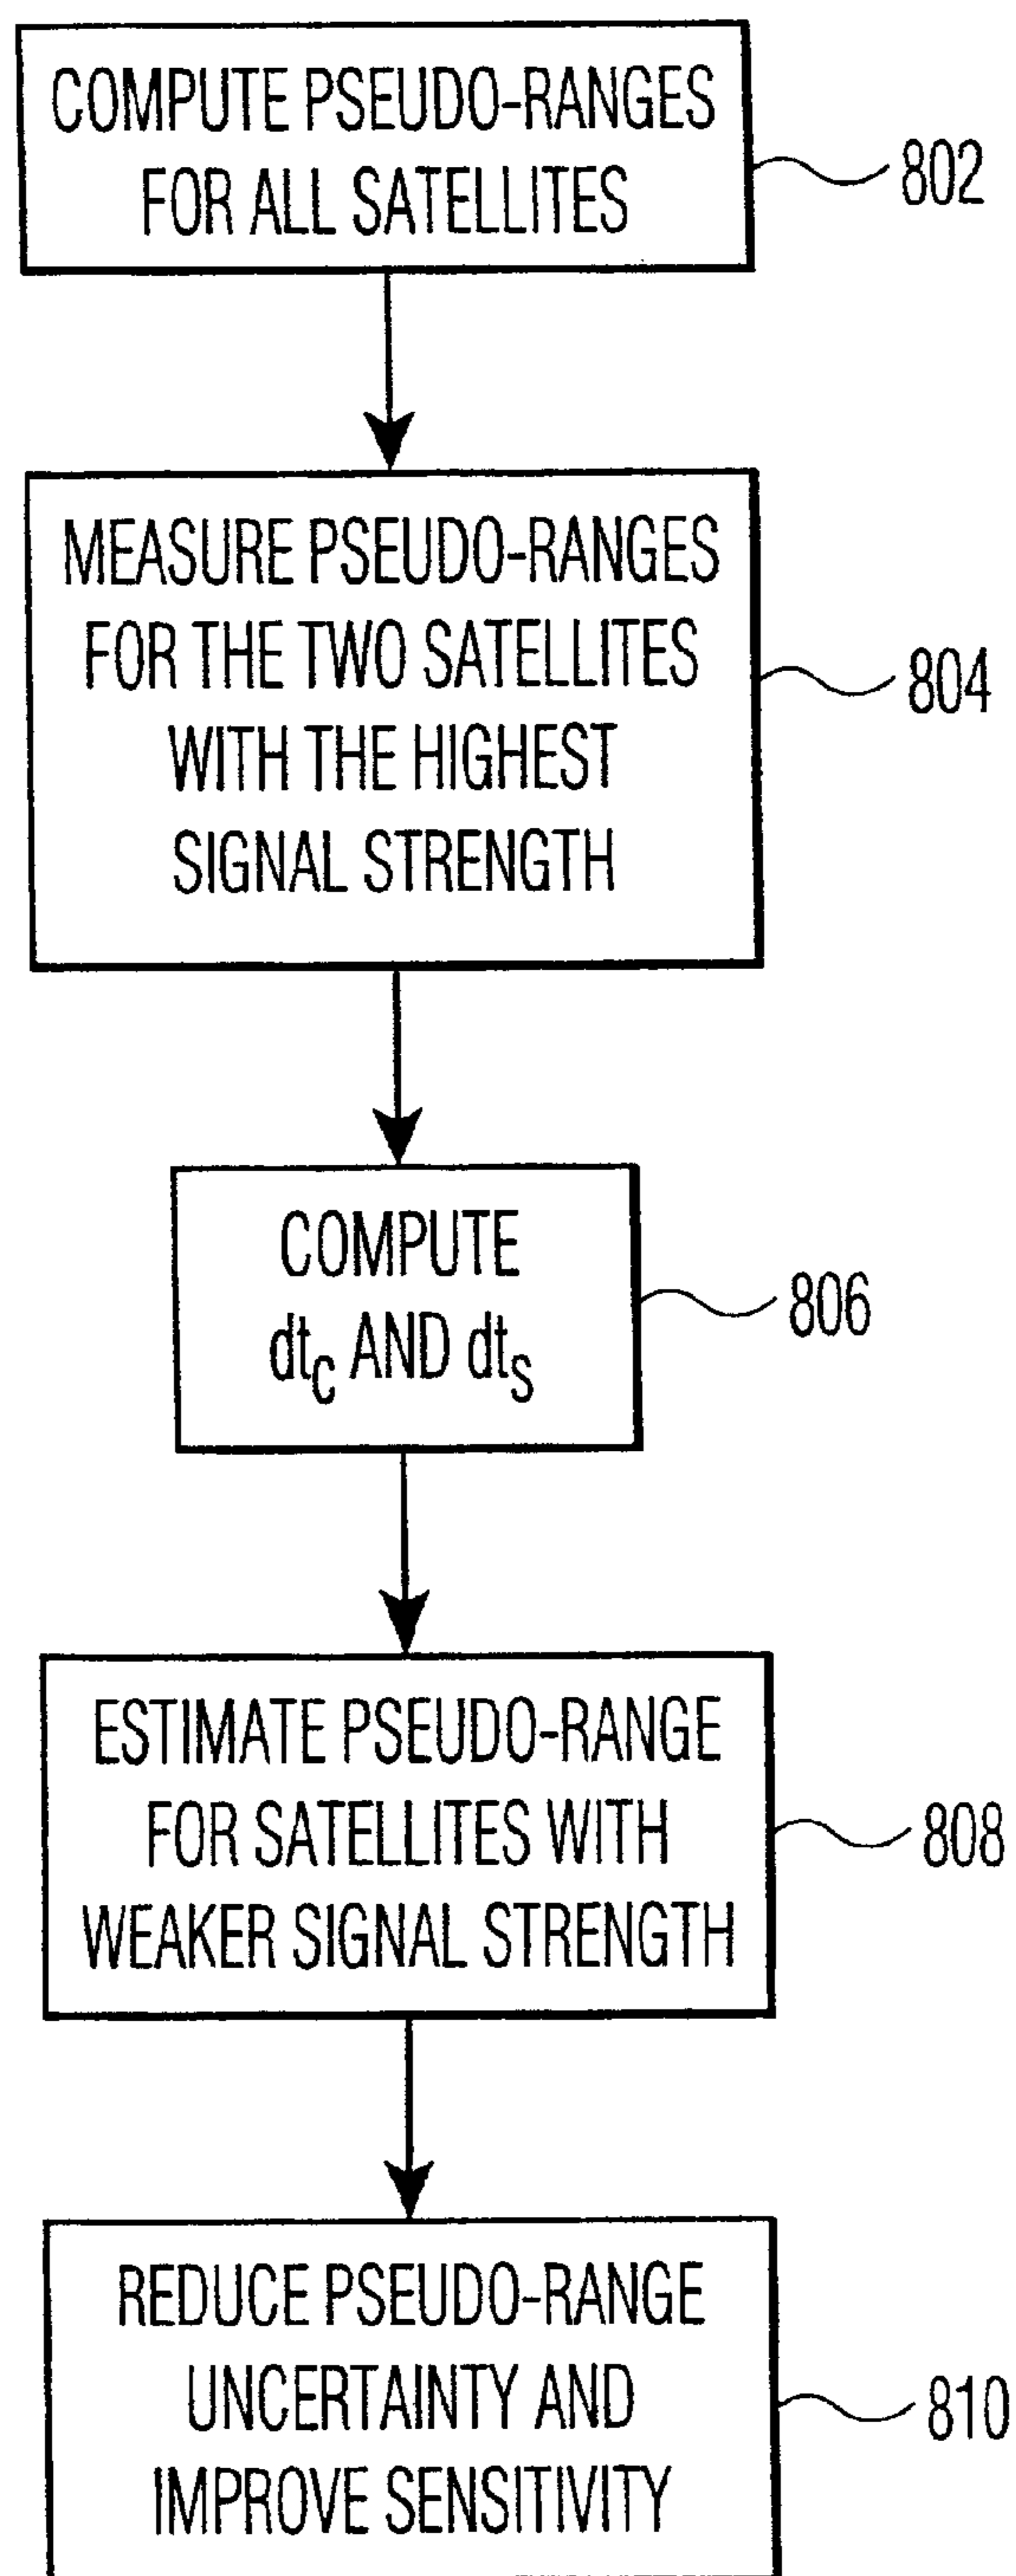 COMPUTE PSEUDO-RANGES
FOR ALL SATELLITES
802
MEASURE PSEUDO-RANGES
FOR THE TWO SATELLITES
WITH THE HIGHEST
SIGNAL STRENGTH
804
COMPUTE
dtC AND dtS
806
ESTIMATE PSEUDO-RANGE
FOR SATELLITES WITH
WEAKER SIGNAL STRENGTH
808
REDUCE PSEUDO-RANGE
UNCERTAINTY AND
IMPROVE SENSITIVITY
810